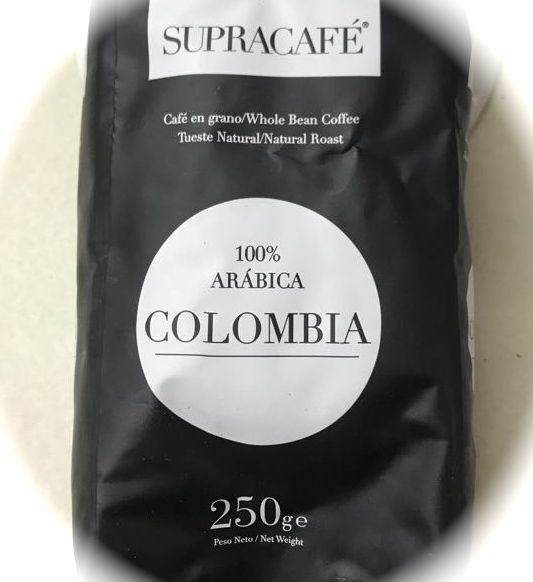 SUPRACAFÉ®
Café en grano/Whole Bean Coffee
Tueste Natural/Natural Roast
100%
ARÁBICA
COLOMBIA
250ge
Peso Neto / Net Weight